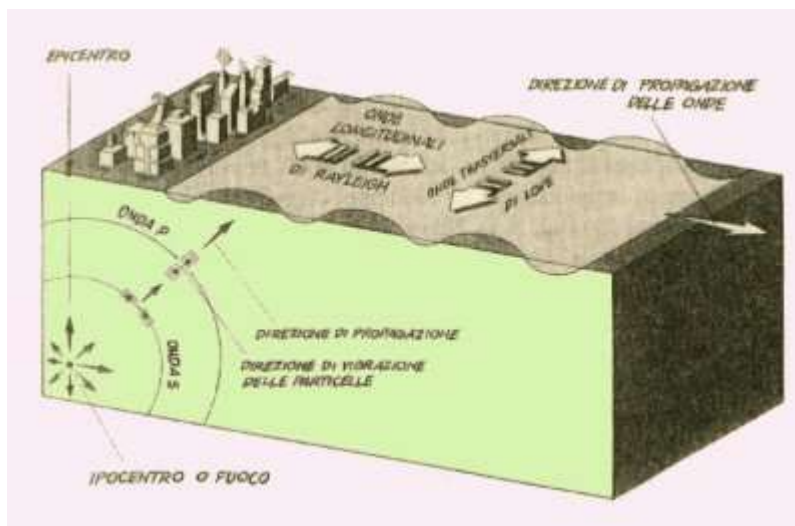 EPICENTRO
DIREZIONE DI PROPAGAZIONE
DELLE ONDE
ONDE
LONGITUDINALI
DI RAYLEIGH
ONDE TRASVERSALI
DI LOVE
ONDA P
ONDA S
DIREZIONE DI PROPAGAZIONE
DIREZIONE DI VIBRAZIONE
DELLE PARTICELLE
IPOCENTRO O FUOCO